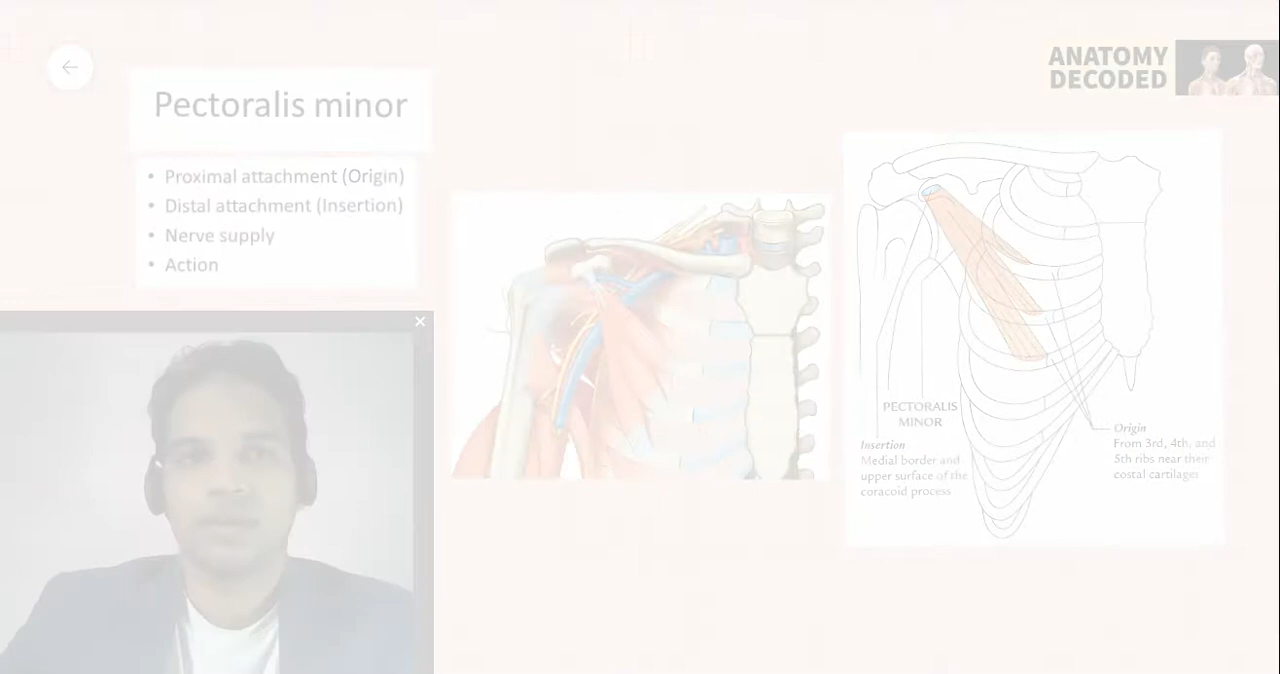 ANATOMY
DECODED
Pectoralis minor
• Proximal attachment (Origin)
• Distal attachment (Insertion)
• Nerve supply
• Action
PECTORALIS
MINOR
Insertion
Medial border and
upper surface of the
coracoid process
Origin
From 3rd, 4th, and
5th ribs near their
costal cartilages